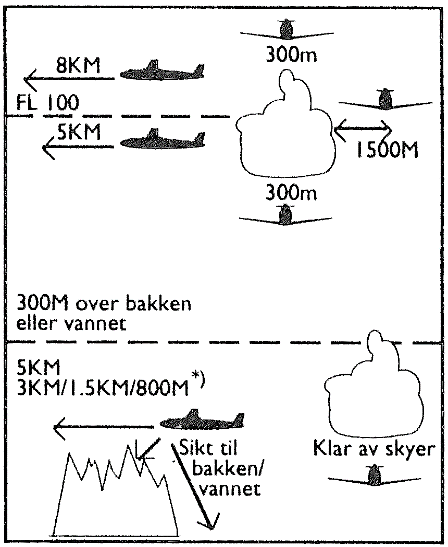 300m
8KM
FL 100
5KM
1500M
300m
300M over bakken
eller vannet
5KM
3KM/1.5KM/800M*)
Sikt til
bakken/
vannet
Klar av skyer